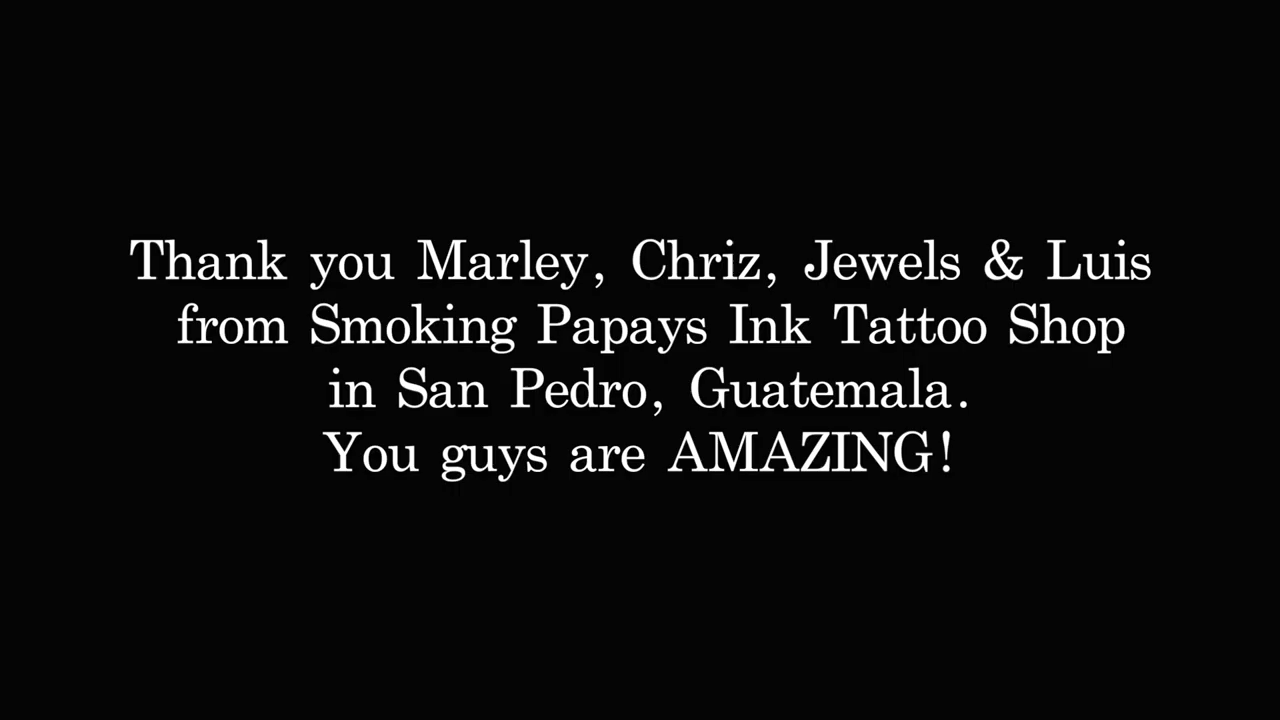 Thank you Marley, Chriz, Jewels & Luis
from Smoking Papays Ink Tattoo Shop
in San Pedro, Guatemala.
You guys are AMAZING!